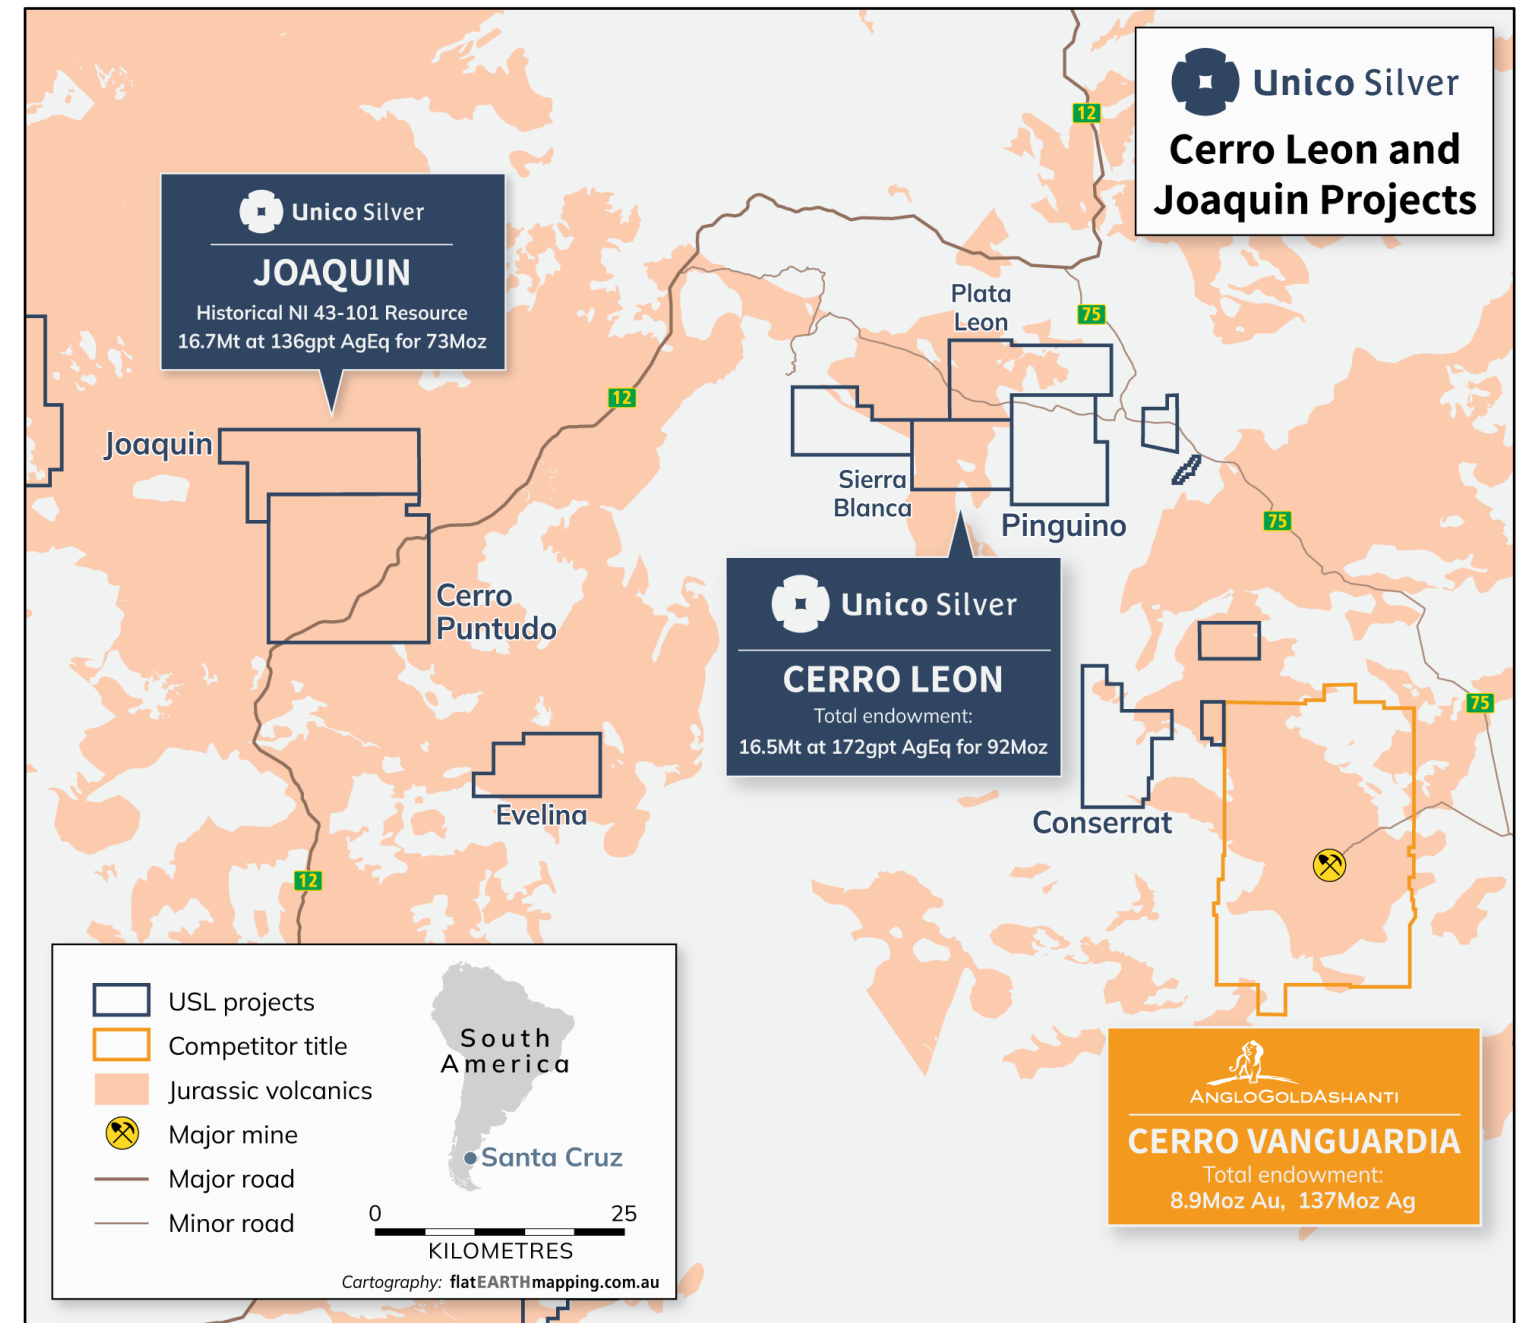 12
Unico Silver
Cerro Leon and
Joaquin Projects
Unico Silver
JOAQUIN
Historical NI 43-101 Resource
16.7Mt at 136gpt AgEq for 73Moz
Plata
Leon
75
12
Joaquin
Sierra
Blanca
Pinguino
75
Cerro
Puntudo
Unico Silver
CERRO LEON
Total endowment:
16.5Mt at 172gpt AgEq for 92Moz
75
Evelina
Conserrat
12
USL projects
Competitor title
Jurassic volcanics
Major mine
Major road
Minor road
South
America
Santa Cruz
0 25
KILOMETRES
Cartography: flatEARTHmapping.com.au
ANGLOGOLDASHANTI
CERRO VANGUARDIA
Total endowment:
8.9Moz Au, 137Moz Ag